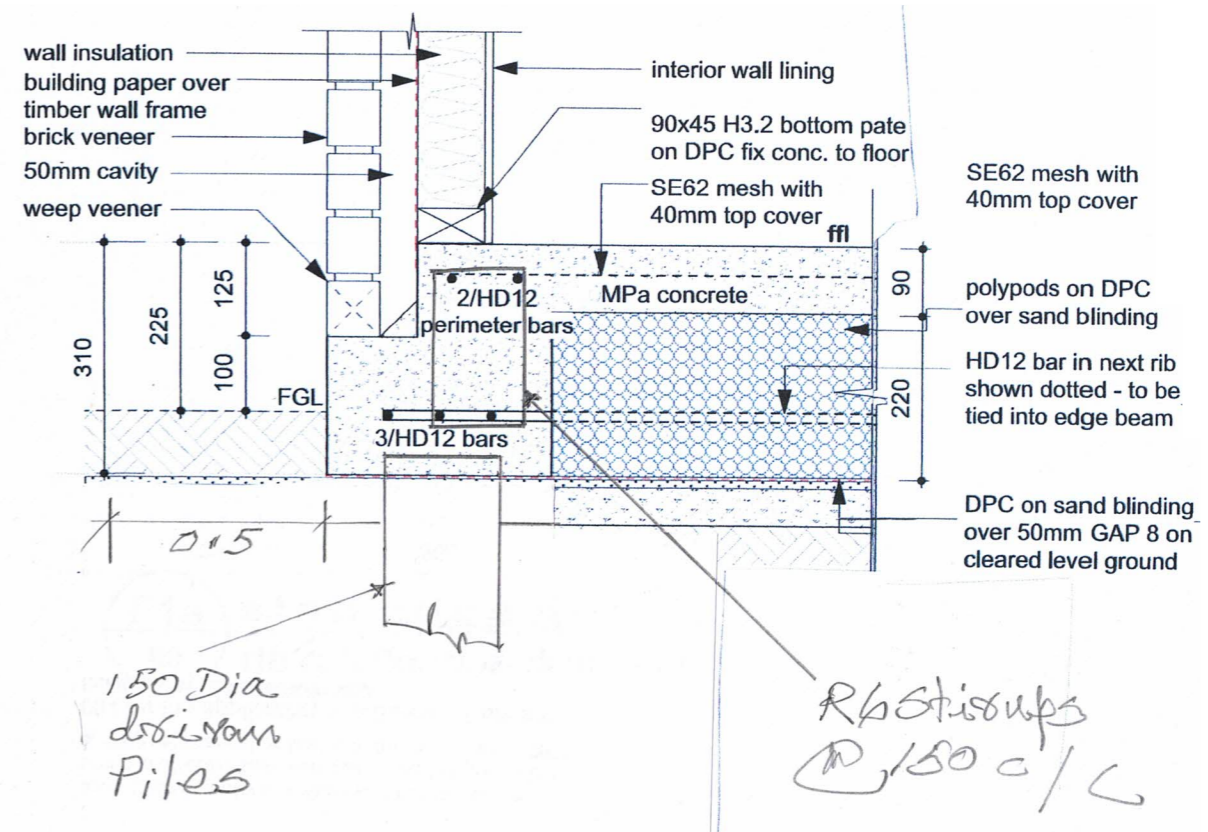 wall insulation
building paper over
timber wall frame
brick veneer
50mm cavity
weep veener
interior wall lining
90x45 H3.2 bottom pate
on DPC fix conc. to floor
SE62 mesh with
40mm top cover
ffl
SE62 mesh with
40mm top cover
polypods on DPC
over sand blinding
HD12 bar in next rib
shown dotted - to be
tied into edge beam
DPC on sand blinding
over 50mm GAP 8 on
cleared level ground
2/HD12
perimeter bars
MPa concrete
3/HD12 bars
FGL
310
225
125
100
90
220
0.5
150 Dia
driven
Piles
R6 Stirups
@ 150 c/c